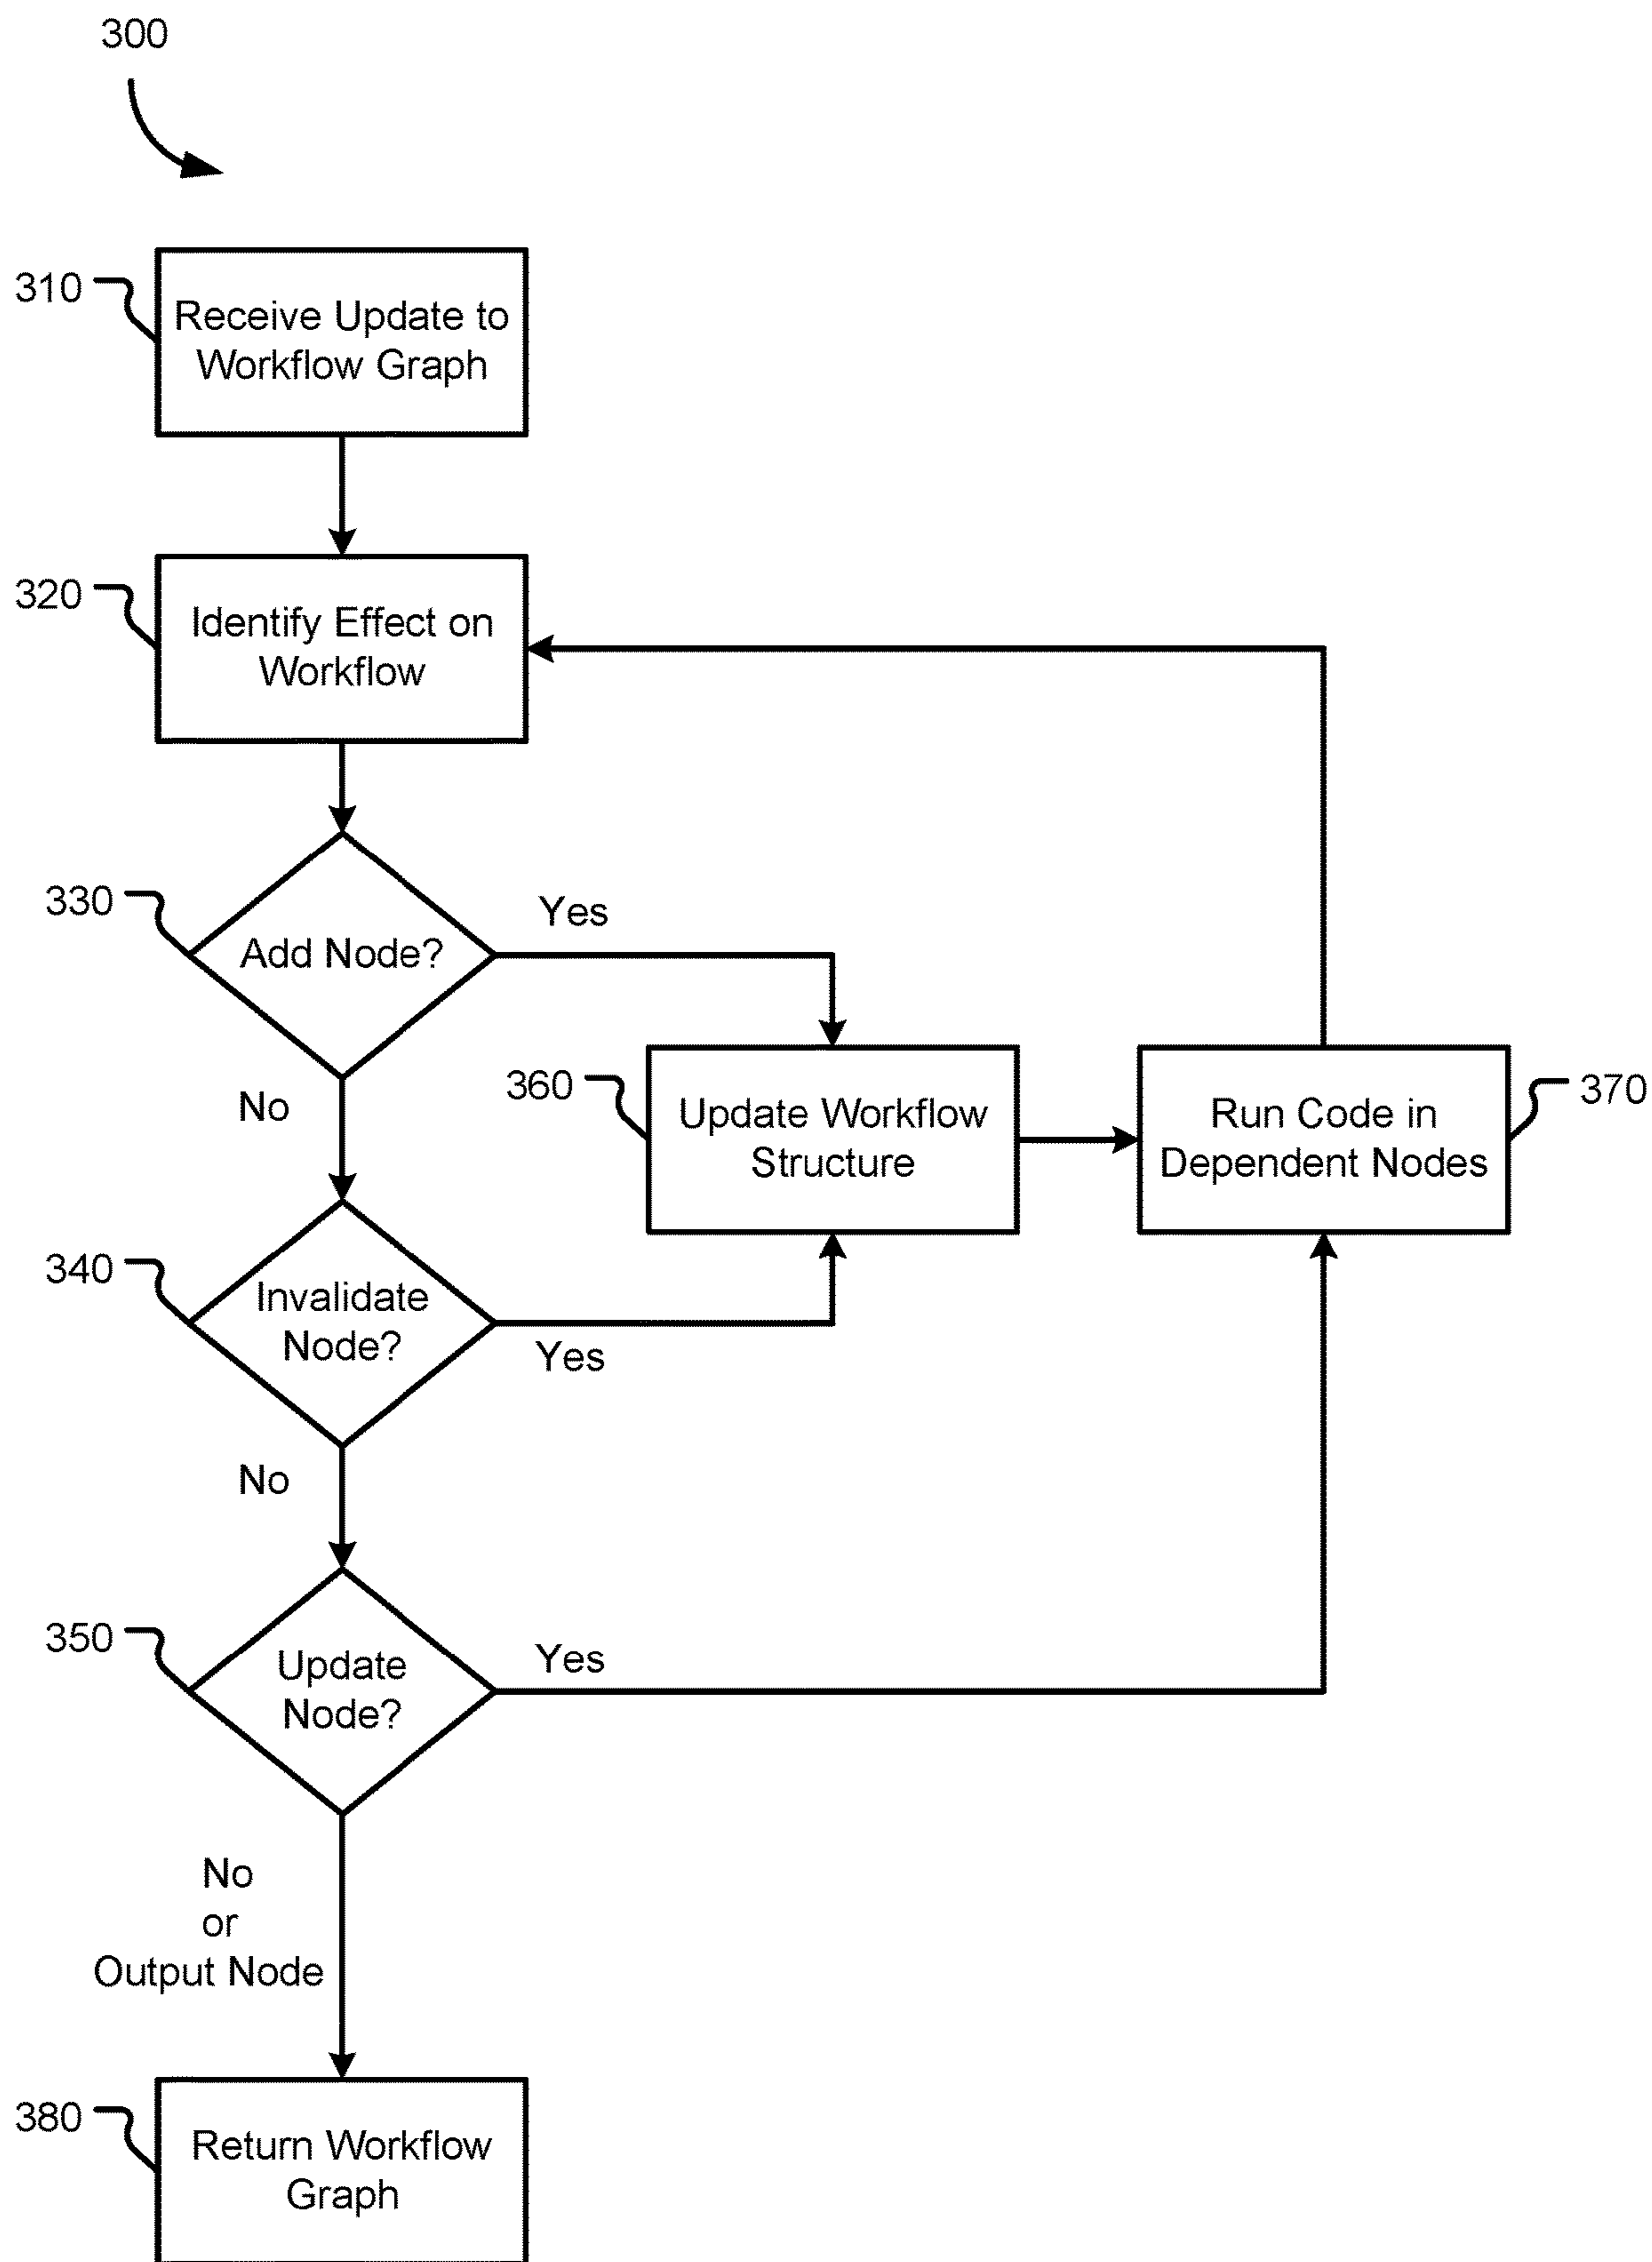 300
310
Receive Update to
Workflow Graph
320
Identify Effect on
Workflow
330
Add Node?
Yes
No
360
Update Workflow
Structure
370
Run Code in
Dependent Nodes
340
Invalidate
Node?
Yes
No
350
Update
Node?
Yes
No
or
Output Node
380
Return Workflow
Graph